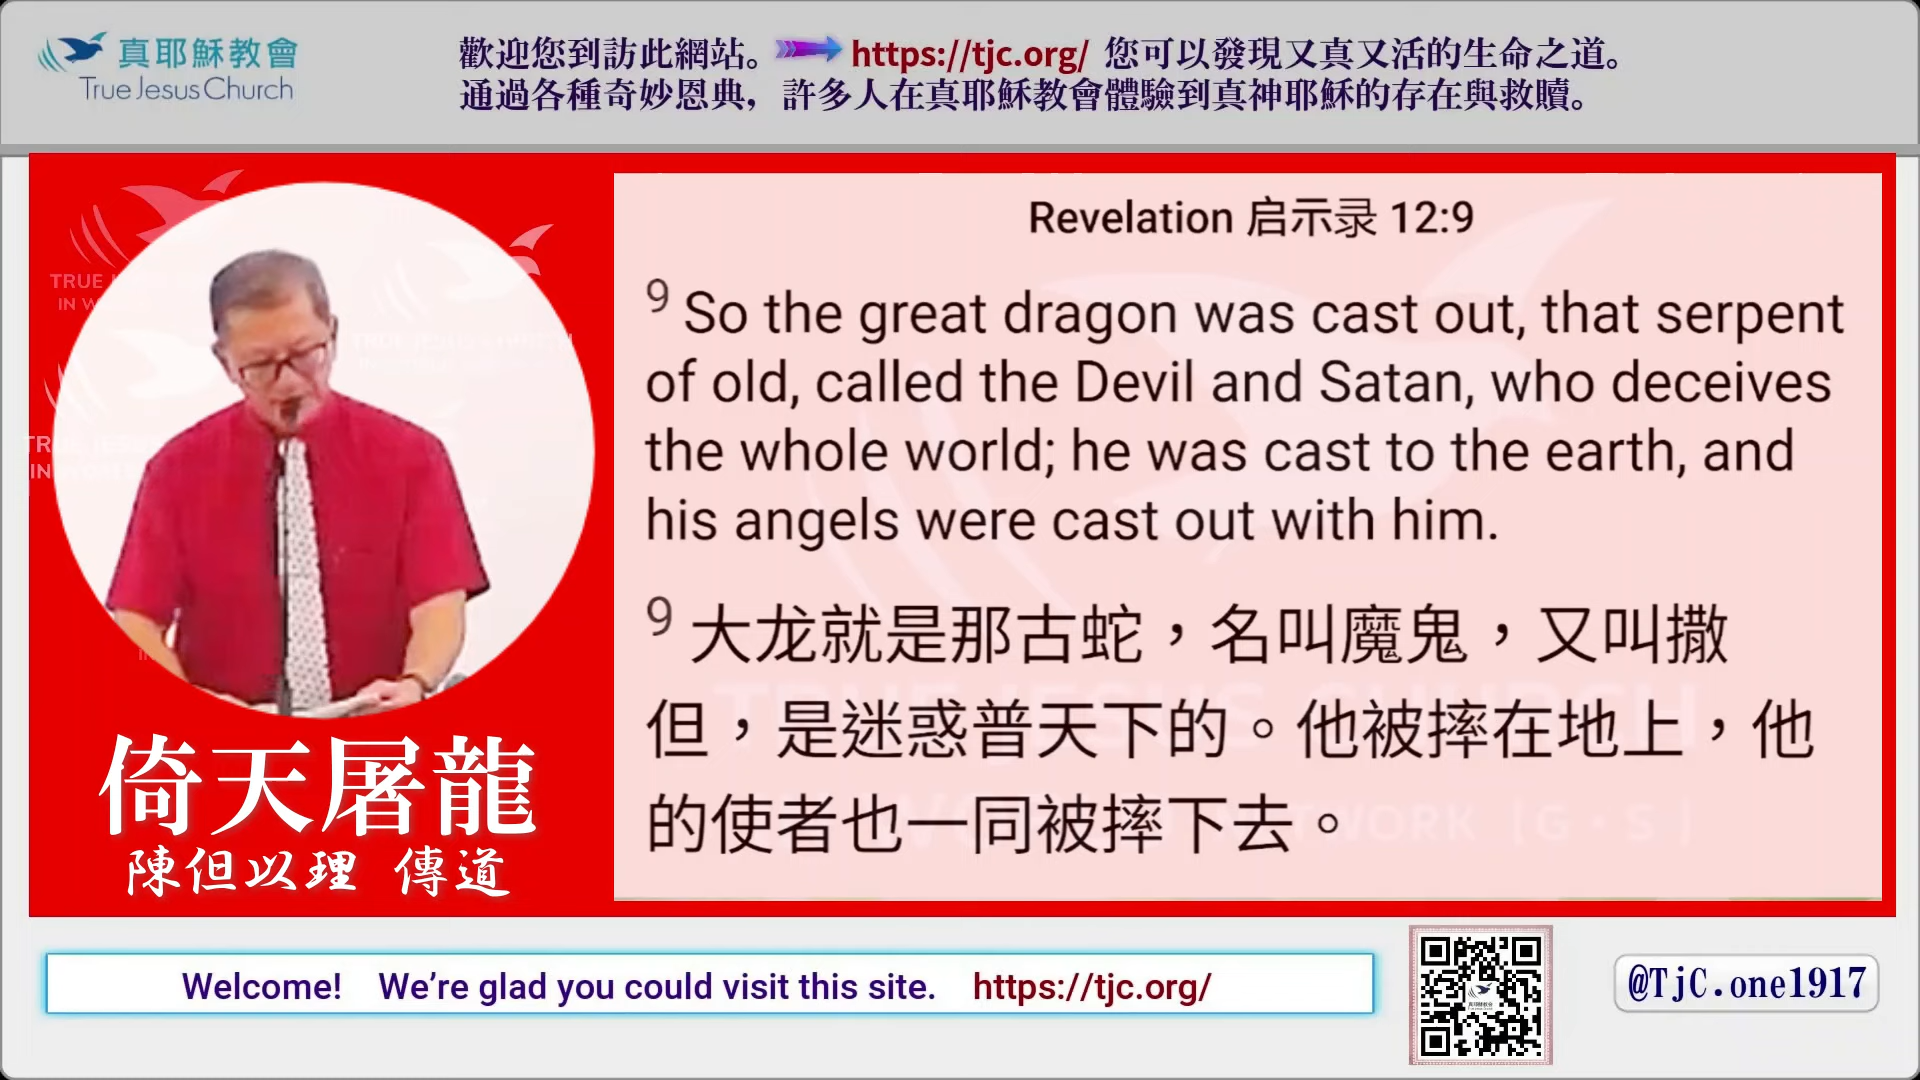 真耶穌教會
True Jesus Church
歡迎您到訪此網站。 https://tjc.org/ 您可以發現又真又活的生命之道。
通過各種奇妙恩典，許多人在真耶穌教會體驗到真神耶穌的存在與救贖。
Revelation 启示录 12:9
9 So the great dragon was cast out, that serpent
of old, called the Devil and Satan, who deceives
the whole world; he was cast to the earth, and
his angels were cast out with him.
9 大龙就是那古蛇，名叫魔鬼，又叫撒
但，是迷惑普天下的。他被摔在地上，他
的使者也一同被摔下去。
倚天屠龍
陳但以理 傳道
Welcome! We’re glad you could visit this site. https://tjc.org/
@TjC.one1917